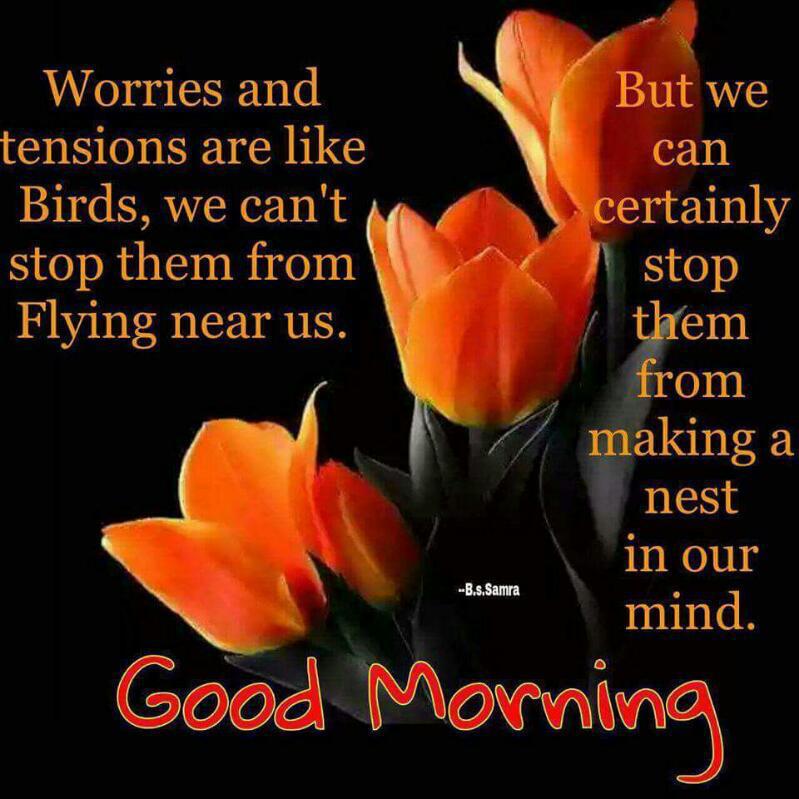 Worries and
tensions are like
Birds, we can't
stop them from
Flying near us.
But we
can
certainly
stop
them
from
making a
nest
in our
mind.
--B.s.Samra
Good Morning